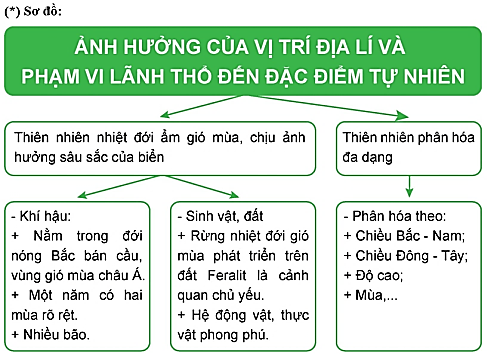 (*) Sơ đồ:
ẢNH HƯỞNG CỦA VỊ TRÍ ĐỊA LÍ VÀ
PHẠM VI LÃNH THỔ ĐẾN ĐẶC ĐIỂM TỰ NHIÊN
Thiên nhiên nhiệt đới ẩm gió mùa, chịu ảnh
hưởng sâu sắc của biển
Thiên nhiên phân hóa
đa dạng
- Khí hậu:
+ Nằm trong đới
nóng Bắc bán cầu,
vùng gió mùa châu Á.
+ Một năm có hai
mùa rõ rệt.
+ Nhiều bão.
- Sinh vật, đất
+ Rừng nhiệt đới gió
mùa phát triển trên
đất Feralit là cảnh
quan chủ yếu.
+ Hệ động vật, thực
vật phong phú.
- Phân hóa theo:
+ Chiều Bắc - Nam;
+ Chiều Đông - Tây;
+ Độ cao;
+ Mùa,...